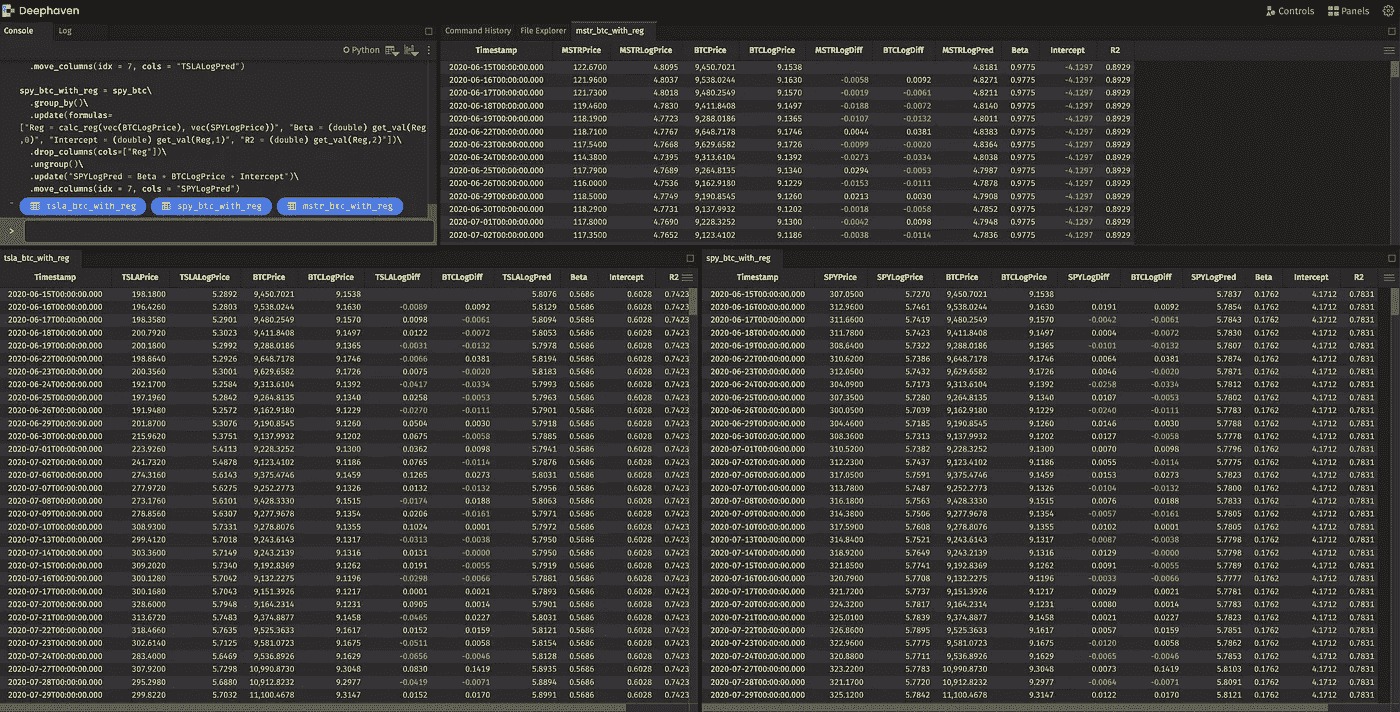 Deephaven
Controls Panels
Console Log
Python
.move_columns(idx = 7, cols = "TSLALogPred")
spy_btc_with_reg = spy_btc\
.group_by()\
.update(formulas=
["Reg = calc_reg(vec(BTCLogPrice), vec(SPYLogPrice))", "Beta = (double) get_val(Reg
,0)", "Intercept = (double) get_val(Reg,1)", "R2 = (double) get_val(Reg,2)"])\
.drop_columns(cols=["Reg"])\
.ungroup()\
.update("SPYLogPred = Beta * BTCLogPrice + Intercept")\
.move_columns(idx = 7, cols = "SPYLogPred")
tsla_btc_with_reg spy_btc_with_reg mstr_btc_with_reg
>
Command History File Explorer mstr_btc_with_reg
Timestamp MSTRPrice MSTRLogPrice BTCPrice BTCLogPrice MSTRLogDiff BTCLogDiff MSTRLogPred Beta Intercept R2
2020-06-15T00:00:00.000 122.6700 4.8095 9,450.7021 9.1538 4.8181 0.9775 -4.1297 0.8929
2020-06-16T00:00:00.000 121.9600 4.8037 9,538.0244 9.1630 -0.0058 0.0092 4.8271 0.9775 -4.1297 0.8929
2020-06-17T00:00:00.000 121.7300 4.8018 9,480.2549 9.1570 -0.0019 -0.0061 4.8211 0.9775 -4.1297 0.8929
2020-06-18T00:00:00.000 119.4600 4.7830 9,411.8408 9.1497 -0.0188 -0.0072 4.8140 0.9775 -4.1297 0.8929
2020-06-19T00:00:00.000 118.1900 4.7723 9,288.0186 9.1365 -0.0107 -0.0132 4.8011 0.9775 -4.1297 0.8929
2020-06-22T00:00:00.000 118.7100 4.7767 9,648.7178 9.1746 0.0044 0.0381 4.8383 0.9775 -4.1297 0.8929
2020-06-23T00:00:00.000 117.5400 4.7668 9,629.6582 9.1726 -0.0099 -0.0020 4.8364 0.9775 -4.1297 0.8929
2020-06-24T00:00:00.000 114.3800 4.7395 9,313.6104 9.1392 -0.0273 -0.0334 4.8038 0.9775 -4.1297 0.8929
2020-06-25T00:00:00.000 117.7900 4.7689 9,264.8135 9.1340 0.0294 -0.0053 4.7987 0.9775 -4.1297 0.8929
2020-06-26T00:00:00.000 116.0000 4.7536 9,162.9180 9.1229 -0.0153 -0.0111 4.7878 0.9775 -4.1297 0.8929
2020-06-29T00:00:00.000 118.5000 4.7749 9,190.8545 9.1260 0.0213 0.0030 4.7908 0.9775 -4.1297 0.8929
2020-06-30T00:00:00.000 118.2900 4.7731 9,137.9932 9.1202 -0.0018 -0.0058 4.7852 0.9775 -4.1297 0.8929
2020-07-01T00:00:00.000 117.8000 4.7690 9,228.3252 9.1300 -0.0042 0.0098 4.7948 0.9775 -4.1297 0.8929
2020-07-02T00:00:00.000 117.3500 4.7652 9,123.4102 9.1186 -0.0038 -0.0114 4.7836 0.9775 -4.1297 0.8929
tsla_btc_with_reg
Timestamp TSLAPrice TSLALogPrice BTCPrice BTCLogPrice TSLALogDiff BTCLogDiff TSLALogPred Beta Intercept R2
2020-06-15T00:00:00.000 198.1800 5.2892 9,450.7021 9.1538 5.8076 0.5686 0.6028 0.7423
2020-06-16T00:00:00.000 196.4260 5.2803 9,538.0244 9.1630 -0.0089 0.0092 5.8129 0.5686 0.6028 0.7423
2020-06-17T00:00:00.000 198.3580 5.2901 9,480.2549 9.1570 0.0098 -0.0061 5.8094 0.5686 0.6028 0.7423
2020-06-18T00:00:00.000 200.7920 5.3023 9,411.8408 9.1497 0.0122 -0.0072 5.8053 0.5686 0.6028 0.7423
2020-06-19T00:00:00.000 200.1800 5.2992 9,288.0186 9.1365 -0.0031 -0.0132 5.7978 0.5686 0.6028 0.7423
2020-06-22T00:00:00.000 198.8640 5.2926 9,648.7178 9.1746 -0.0066 0.0381 5.8194 0.5686 0.6028 0.7423
2020-06-23T00:00:00.000 200.3560 5.3001 9,629.6582 9.1726 0.0075 -0.0020 5.8183 0.5686 0.6028 0.7423
2020-06-24T00:00:00.000 192.1700 5.2584 9,313.6104 9.1392 -0.0417 -0.0334 5.7993 0.5686 0.6028 0.7423
2020-06-25T00:00:00.000 197.1960 5.2842 9,264.8135 9.1340 0.0258 -0.0053 5.7963 0.5686 0.6028 0.7423
2020-06-26T00:00:00.000 191.9480 5.2572 9,162.9180 9.1229 -0.0270 -0.0111 5.7901 0.5686 0.6028 0.7423
2020-06-29T00:00:00.000 201.8700 5.3076 9,190.8545 9.1260 0.0504 0.0030 5.7918 0.5686 0.6028 0.7423
2020-06-30T00:00:00.000 215.9620 5.3751 9,137.9932 9.1202 0.0675 -0.0058 5.7885 0.5686 0.6028 0.7423
2020-07-01T00:00:00.000 223.9260 5.4113 9,228.3252 9.1300 0.0362 0.0098 5.7941 0.5686 0.6028 0.7423
2020-07-02T00:00:00.000 241.7320 5.4878 9,123.4102 9.1186 0.0765 -0.0114 5.7876 0.5686 0.6028 0.7423
2020-07-06T00:00:00.000 274.3160 5.6143 9,375.4746 9.1459 0.1265 0.0273 5.8031 0.5686 0.6028 0.7423
2020-07-07T00:00:00.000 277.9720 5.6275 9,252.2773 9.1326 0.0132 -0.0132 5.7956 0.5686 0.6028 0.7423
2020-07-08T00:00:00.000 273.1760 5.6101 9,428.3330 9.1515 -0.0174 0.0188 5.8063 0.5686 0.6028 0.7423
2020-07-09T00:00:00.000 278.8560 5.6307 9,277.9678 9.1354 0.0206 -0.0161 5.7971 0.5686 0.6028 0.7423
2020-07-10T00:00:00.000 308.9300 5.7331 9,278.8076 9.1355 0.1024 0.0001 5.7972 0.5686 0.6028 0.7423
2020-07-13T00:00:00.000 299.4120 5.7018 9,243.6143 9.1317 -0.0313 -0.0038 5.7950 0.5686 0.6028 0.7423
2020-07-14T00:00:00.000 303.3600 5.7149 9,243.2139 9.1316 0.0131 -0.0000 5.7950 0.5686 0.6028 0.7423
2020-07-15T00:00:00.000 309.2020 5.7340 9,192.8369 9.1262 0.0191 -0.0055 5.7919 0.5686 0.6028 0.7423
2020-07-16T00:00:00.000 300.1280 5.7042 9,132.2275 9.1196 -0.0298 -0.0066 5.7881 0.5686 0.6028 0.7423
2020-07-17T00:00:00.000 300.1680 5.7043 9,151.3926 9.1217 0.0001 0.0021 5.7893 0.5686 0.6028 0.7423
2020-07-20T00:00:00.000 328.6000 5.7948 9,164.2314 9.1231 0.0905 0.0014 5.7901 0.5686 0.6028 0.7423
2020-07-21T00:00:00.000 313.6720 5.7483 9,374.8877 9.1458 -0.0465 0.0227 5.8031 0.5686 0.6028 0.7423
2020-07-22T00:00:00.000 318.4660 5.7635 9,525.3633 9.1617 0.0152 0.0159 5.8121 0.5686 0.6028 0.7423
2020-07-23T00:00:00.000 302.6140 5.7125 9,581.0723 9.1675 -0.0511 0.0058 5.8154 0.5686 0.6028 0.7423
2020-07-24T00:00:00.000 283.4000 5.6469 9,536.8926 9.1629 -0.0656 -0.0046 5.8128 0.5686 0.6028 0.7423
2020-07-27T00:00:00.000 307.9200 5.7298 10,990.8730 9.3048 0.0830 0.1419 5.8935 0.5686 0.6028 0.7423
2020-07-28T00:00:00.000 295.2980 5.6880 10,912.8232 9.2977 -0.0419 -0.0071 5.8894 0.5686 0.6028 0.7423
2020-07-29T00:00:00.000 299.8220 5.7032 11,100.4678 9.3147 0.0152 0.0170 5.8991 0.5686 0.6028 0.7423
spy_btc_with_reg
Timestamp SPYPrice SPYLogPrice BTCPrice BTCLogPrice SPYLogDiff BTCLogDiff SPYLogPred Beta Intercept R2
2020-06-15T00:00:00.000 307.0500 5.7270 9,450.7021 9.1538 5.7837 0.1762 4.1712 0.7831
2020-06-16T00:00:00.000 312.9600 5.7461 9,538.0244 9.1630 0.0191 0.0092 5.7854 0.1762 4.1712 0.7831
2020-06-17T00:00:00.000 311.6600 5.7419 9,480.2549 9.1570 -0.0042 -0.0061 5.7843 0.1762 4.1712 0.7831
2020-06-18T00:00:00.000 311.7800 5.7423 9,411.8408 9.1497 0.0004 -0.0072 5.7830 0.1762 4.1712 0.7831
2020-06-19T00:00:00.000 308.6400 5.7322 9,288.0186 9.1365 -0.0101 -0.0132 5.7807 0.1762 4.1712 0.7831
2020-06-22T00:00:00.000 310.6200 5.7386 9,648.7178 9.1746 0.0064 0.0381 5.7874 0.1762 4.1712 0.7831
2020-06-23T00:00:00.000 312.0500 5.7432 9,629.6582 9.1726 0.0046 -0.0020 5.7871 0.1762 4.1712 0.7831
2020-06-24T00:00:00.000 304.0900 5.7173 9,313.6104 9.1392 -0.0258 -0.0334 5.7812 0.1762 4.1712 0.7831
2020-06-25T00:00:00.000 307.3500 5.7280 9,264.8135 9.1340 0.0107 -0.0053 5.7802 0.1762 4.1712 0.7831
2020-06-26T00:00:00.000 300.0500 5.7039 9,162.9180 9.1229 -0.0240 -0.0111 5.7783 0.1762 4.1712 0.7831
2020-06-29T00:00:00.000 304.4600 5.7185 9,190.8545 9.1260 0.0146 0.0030 5.7788 0.1762 4.1712 0.7831
2020-06-30T00:00:00.000 308.3600 5.7313 9,137.9932 9.1202 0.0127 -0.0058 5.7778 0.1762 4.1712 0.7831
2020-07-01T00:00:00.000 310.5200 5.7382 9,228.3252 9.1300 0.0070 0.0098 5.7796 0.1762 4.1712 0.7831
2020-07-02T00:00:00.000 312.2300 5.7437 9,123.4102 9.1186 0.0055 -0.0114 5.7775 0.1762 4.1712 0.7831
2020-07-06T00:00:00.000 317.0500 5.7591 9,375.4746 9.1459 0.0153 0.0273 5.7823 0.1762 4.1712 0.7831
2020-07-07T00:00:00.000 313.7800 5.7487 9,252.2773 9.1326 -0.0104 -0.0132 5.7800 0.1762 4.1712 0.7831
2020-07-08T00:00:00.000 316.1800 5.7563 9,428.3330 9.1515 0.0076 0.0188 5.7833 0.1762 4.1712 0.7831
2020-07-09T00:00:00.000 314.3800 5.7506 9,277.9678 9.1354 -0.0057 -0.0161 5.7805 0.1762 4.1712 0.7831
2020-07-10T00:00:00.000 317.5900 5.7608 9,278.8076 9.1355 0.0102 0.0001 5.7805 0.1762 4.1712 0.7831
2020-07-13T00:00:00.000 314.8400 5.7521 9,243.6143 9.1317 -0.0087 -0.0038 5.7798 0.1762 4.1712 0.7831
2020-07-14T00:00:00.000 318.9200 5.7649 9,243.2139 9.1316 0.0129 -0.0000 5.7798 0.1762 4.1712 0.7831
2020-07-15T00:00:00.000 321.8500 5.7741 9,192.8369 9.1262 0.0091 -0.0055 5.7789 0.1762 4.1712 0.7831
2020-07-16T00:00:00.000 320.7900 5.7708 9,132.2275 9.1196 -0.0033 -0.0066 5.7777 0.1762 4.1712 0.7831
2020-07-17T00:00:00.000 321.7200 5.7737 9,151.3926 9.1217 0.0029 0.0021 5.7781 0.1762 4.1712 0.7831
2020-07-20T00:00:00.000 324.3200 5.7817 9,164.2314 9.1231 0.0080 0.0014 5.7783 0.1762 4.1712 0.7831
2020-07-21T00:00:00.000 325.0100 5.7839 9,374.8877 9.1458 0.0021 0.0227 5.7823 0.1762 4.1712 0.7831
2020-07-22T00:00:00.000 326.8600 5.7895 9,525.3633 9.1617 0.0057 0.0159 5.7851 0.1762 4.1712 0.7831
2020-07-23T00:00:00.000 322.9600 5.7775 9,581.0723 9.1675 -0.0120 0.0058 5.7862 0.1762 4.1712 0.7831
2020-07-24T00:00:00.000 320.8800 5.7711 9,536.8926 9.1629 -0.0065 -0.0046 5.7853 0.1762 4.1712 0.7831
2020-07-27T00:00:00.000 323.2200 5.7783 10,990.8730 9.3048 0.0073 0.1419 5.8103 0.1762 4.1712 0.7831
2020-07-28T00:00:00.000 321.1700 5.7720 10,912.8232 9.2977 -0.0064 -0.0071 5.8091 0.1762 4.1712 0.7831
2020-07-29T00:00:00.000 325.1200 5.7842 11,100.4678 9.3147 0.0122 0.0170 5.8121 0.1762 4.1712 0.7831